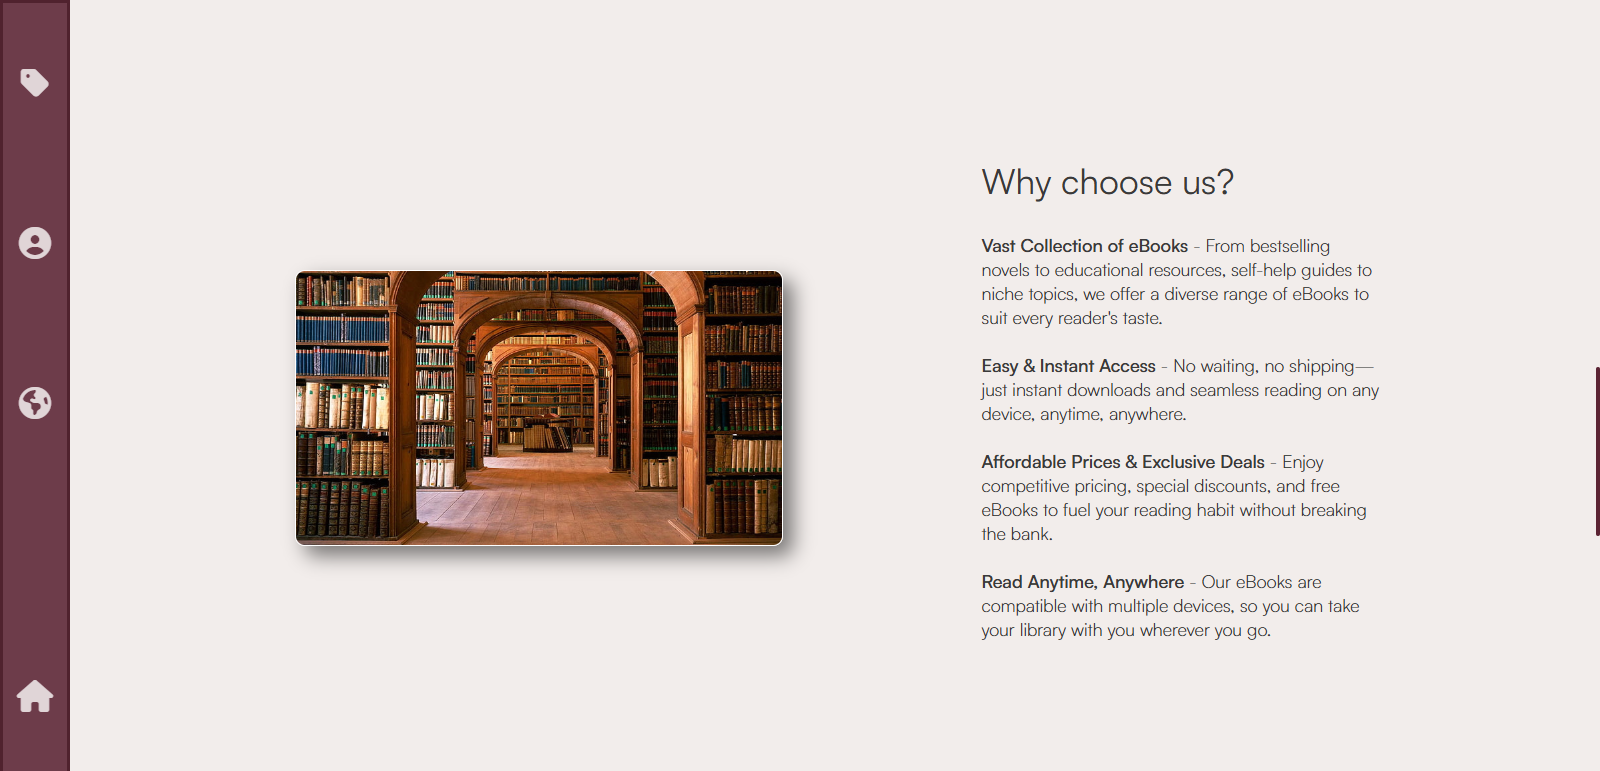 Why choose us?
Vast Collection of eBooks - From bestselling
novels to educational resources, self-help guides to
niche topics, we offer a diverse range of eBooks to
suit every reader's taste.
Easy & Instant Access - No waiting, no shipping—
just instant downloads and seamless reading on any
device, anytime, anywhere.
Affordable Prices & Exclusive Deals - Enjoy
competitive pricing, special discounts, and free
eBooks to fuel your reading habit without breaking
the bank.
Read Anytime, Anywhere - Our eBooks are
compatible with multiple devices, so you can take
your library with you wherever you go.